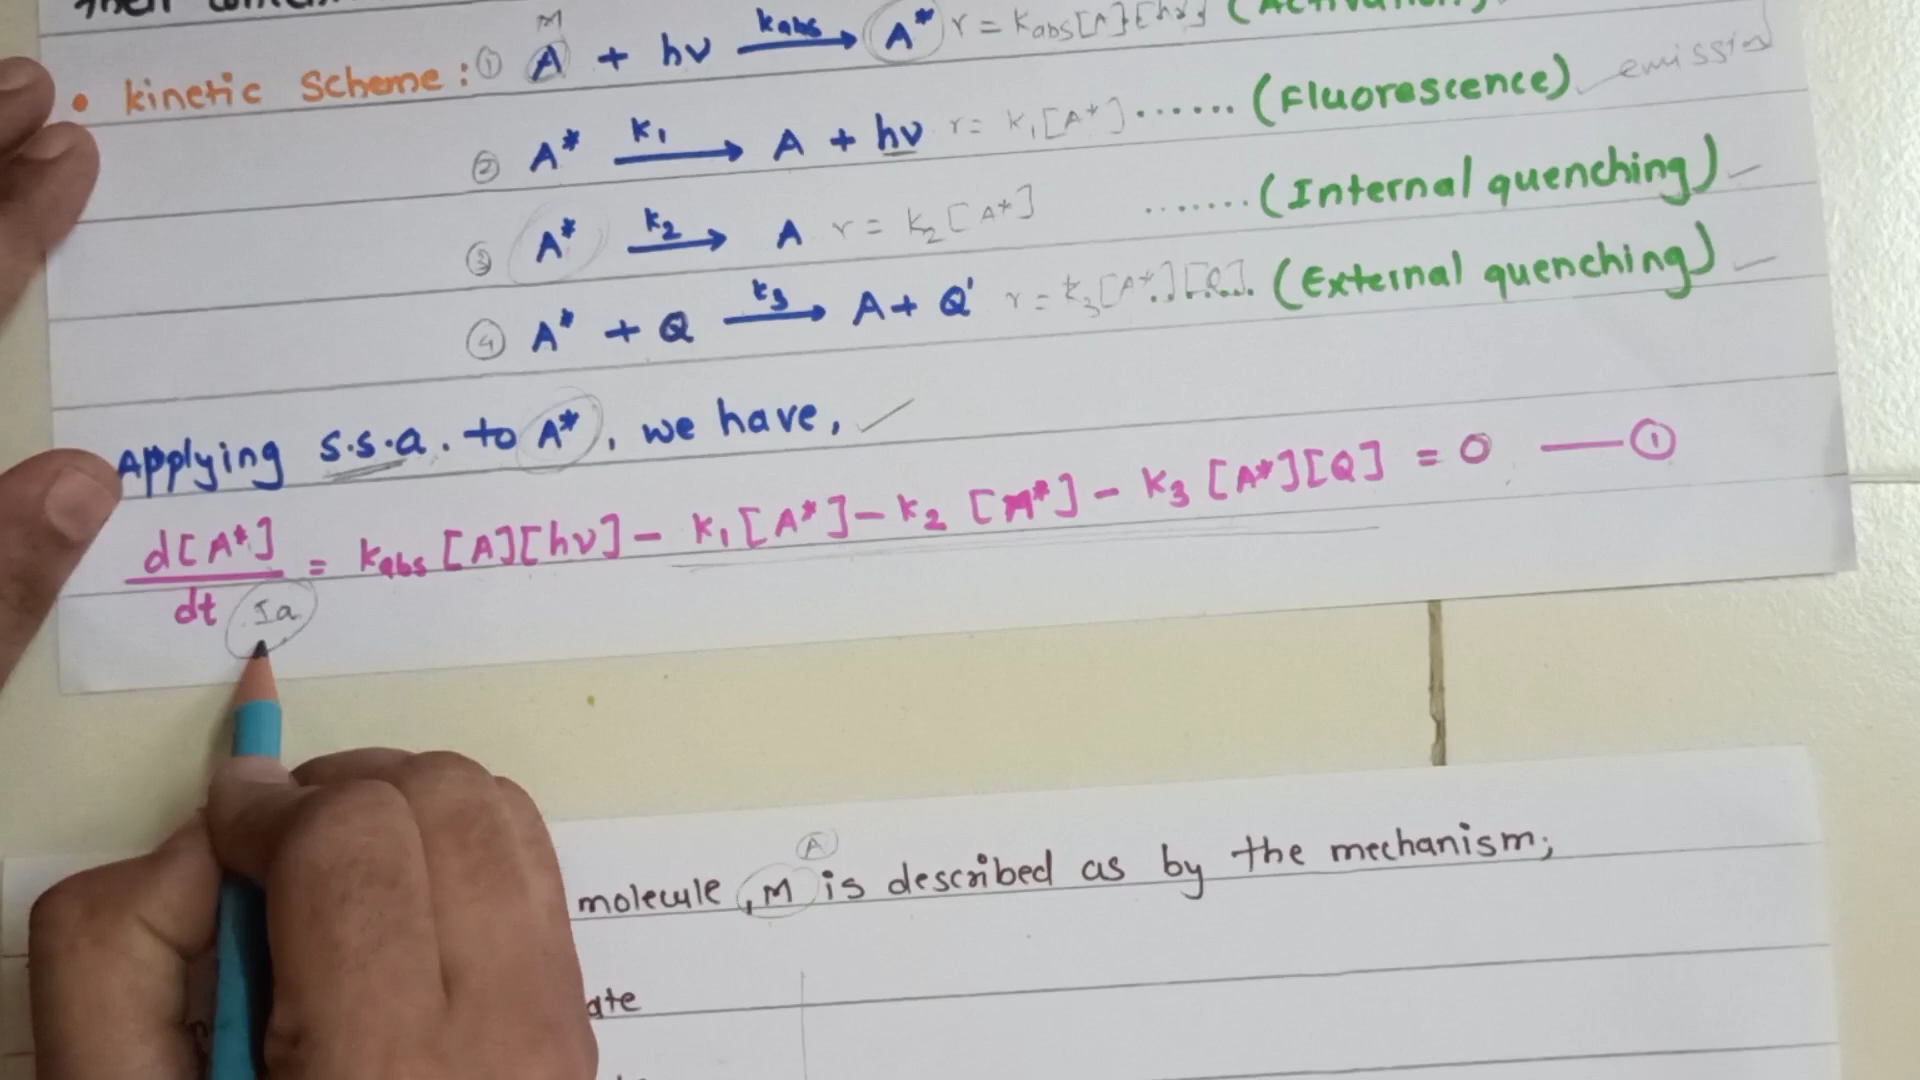 M
• kinetic scheme: ① A + hν kabs→ A* r = kabs[A][hν] (Activation)
② A* k₁→ A + hν r = k₁[A*] ...... (Fluorescence) emission
③ A* k₂→ A r = k₂[A*] ....... (Internal quenching)
④ A* + Q k₃→ A + Q' r = k₃[A*][Q] .... (External quenching)
Applying s.s.a. to A*, we have,
d[A*]/dt = kabs [A][hν] - k₁[A*] - k₂ [A*] - k₃ [A*][Q] = 0 — ①
Ia
A
molecule, M is described as by the mechanism;
ate